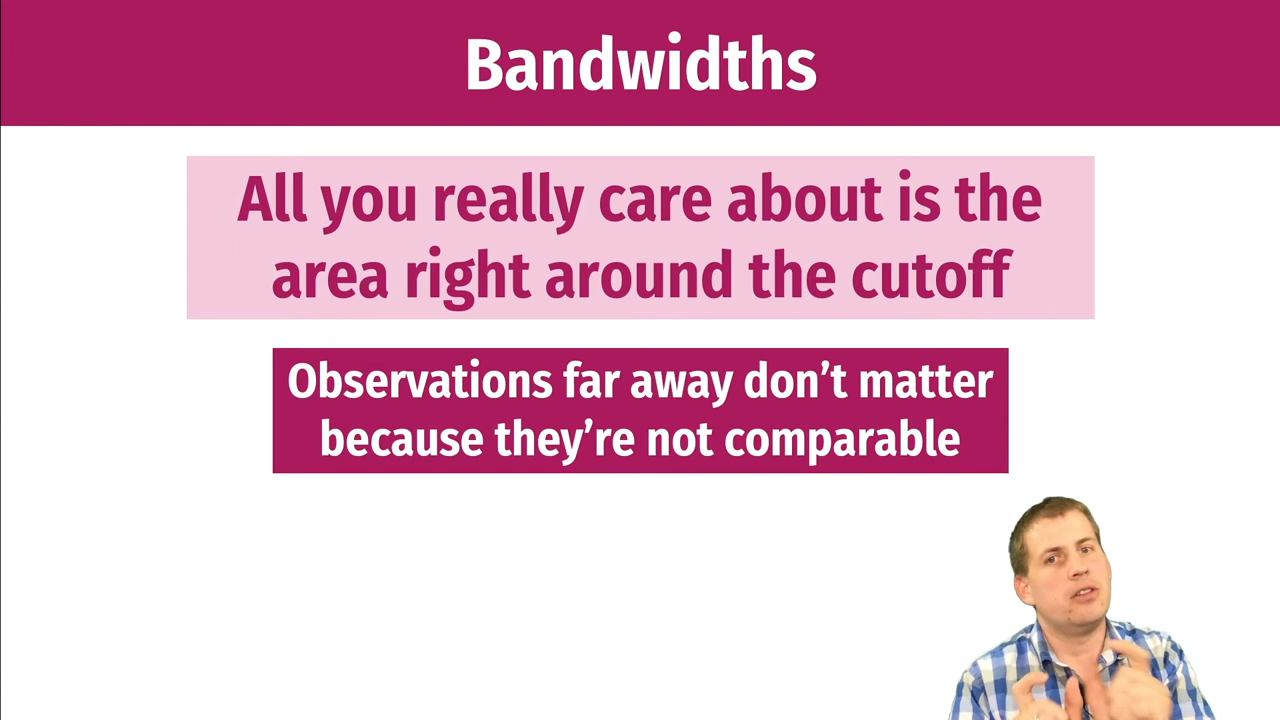 Bandwidths
All you really care about is the
area right around the cutoff
Observations far away don’t matter
because they’re not comparable